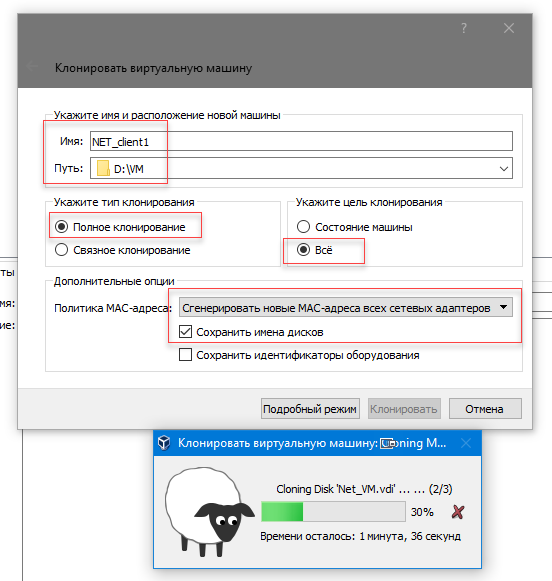 ?
Клонировать виртуальную машину
Укажите имя и расположение новой машины
Имя: NET_client1
Путь: D:\VM
Укажите тип клонирования
Укажите цель клонирования
Полное клонирование
Состояние машины
Связное клонирование
Всё
ты
Дополнительные опции
мя:
Политика MAC-адреса: Сгенерировать новые MAC-адреса всех сетевых адаптеров
ие:
Сохранить имена дисков
Сохранить идентификаторы оборудования
Подробный режим
Клонировать
Отмена
Клонировать виртуальную машину: Cloning M...
Cloning Disk 'Net_VM.vdi' ... ... (2/3)
30%
Времени осталось: 1 минута, 36 секунд